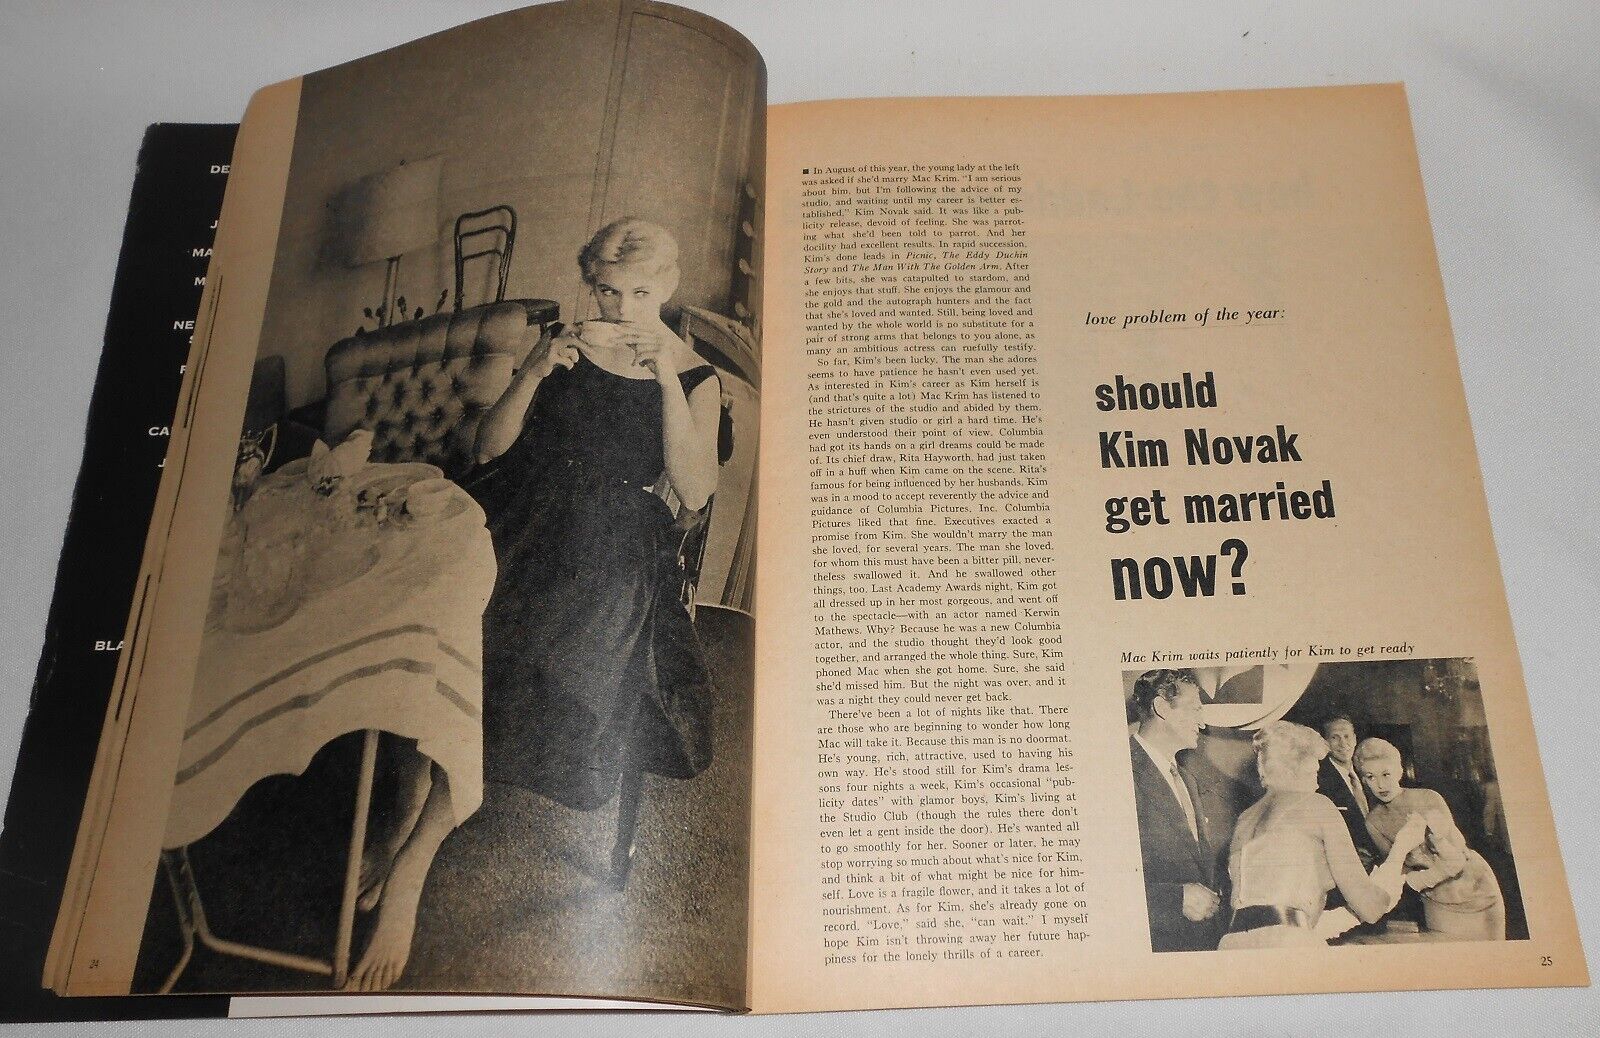 DE
J
MA
M
NE
S
F
CA
J
BLA
24
■ In August of this year, the young lady at the left
was asked if she'd marry Mac Krim. "I am serious
about him, but I'm following the advice of my
studio, and waiting until my career is better es-
tablished," Kim Novak said. It was like a pub-
licity release, devoid of feeling. She was parrot-
ing what she'd been told to parrot. And her
docility had excellent results. In rapid succession,
Kim's done leads in Picnic, The Eddy Duchin
Story and The Man With The Golden Arm. After
a few bits, she was catapulted to stardom, and
she enjoys that stuff. She enjoys the glamour and
the gold and the autograph hunters and the fact
that she's loved and wanted. Still, being loved and
wanted by the whole world is no substitute for a
pair of strong arms that belongs to you alone, as
many an ambitious actress can ruefully testify.
So far, Kim's been lucky. The man she adores
seems to have patience he hasn't even used yet.
As interested in Kim's career as Kim herself is
(and that's quite a lot) Mac Krim has listened to
the strictures of the studio and abided by them.
He hasn't given studio or girl a hard time. He's
even understood their point of view. Columbia
had got its hands on a girl dreams could be made
of. Its chief draw, Rita Hayworth, had just taken
off in a huff when Kim came on the scene. Rita's
famous for being influenced by her husbands. Kim
was in a mood to accept reverently the advice and
guidance of Columbia Pictures, Inc. Columbia
Pictures liked that fine. Executives exacted a
promise from Kim. She wouldn't marry the man
she loved, for several years. The man she loved,
for whom this must have been a bitter pill, never-
theless swallowed it. And he swallowed other
things, too. Last Academy Awards night, Kim got
all dressed up in her most gorgeous, and went off
to the spectacle—with an actor named Kerwin
Mathews. Why? Because he was a new Columbia
actor, and the studio thought they'd look good
together, and arranged the whole thing. Sure, Kim
phoned Mac when she got home. Sure, she said
she'd missed him. But the night was over, and it
was a night they could never get back.
There've been a lot of nights like that. There
are those who are beginning to wonder how long
Mac will take it. Because this man is no doormat.
He's young, rich, attractive, used to having his
own way. He's stood still for Kim's drama les-
sons four nights a week, Kim's occasional "pub-
licity dates" with glamor boys, Kim's living at
the Studio Club (though the rules there don't
even let a gent inside the door). He's wanted all
to go smoothly for her. Sooner or later, he may
stop worrying so much about what's nice for Kim,
and think a bit of what might be nice for him-
self. Love is a fragile flower, and it takes a lot of
nourishment. As for Kim, she's already gone on
record. "Love," said she, "can wait." I myself
hope Kim isn't throwing away her future hap-
piness for the lonely thrills of a career.
love problem of the year:
should
Kim Novak
get married
now?
Mac Krim waits patiently for Kim to get ready
25